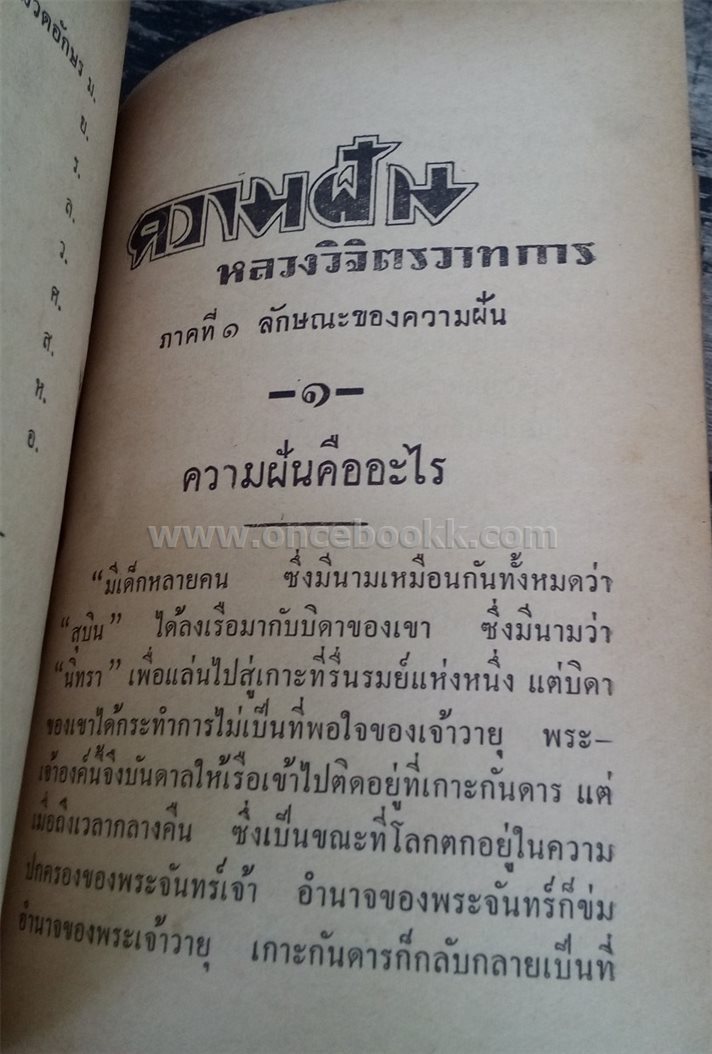 วดอักษร ม.
ย.
ร.
ล.
ว.
ศ.
ส.
ห.
อ.
ความฝัน
หลวงวิจิตรวาทการ
ภาคที่ ๑ ลักษณะของความฝัน
—๑—
ความฝันคืออะไร
www.oncebookk.com
“มีเด็กหลายคน ซึ่งมีนามเหมือนกันทั้งหมดว่า
“สุบิน” ได้ลงเรือมากับบิดาของเขา ซึ่งมีนามว่า
“นิทรา” เพื่อแล่นไปสู่เกาะที่รื่นรมย์แห่งหนึ่ง แต่บิดา
ของเขาได้กระทำการไม่เป็นที่พอใจของเจ้าวายุ พระ-
เจ้าองค์นี้จึงบันดาลให้เรือเข้าไปติดอยู่ที่เกาะกันดาร แต่
เมื่อถึงเวลากลางคืน ซึ่งเป็นขณะที่โลกตกอยู่ในความ
ปกครองของพระจันทร์เจ้า อำนาจของพระจันทร์ก็ข่ม
อำนาจของพระเจ้าวายุ เกาะกันดารก็กลับกลายเป็นที่